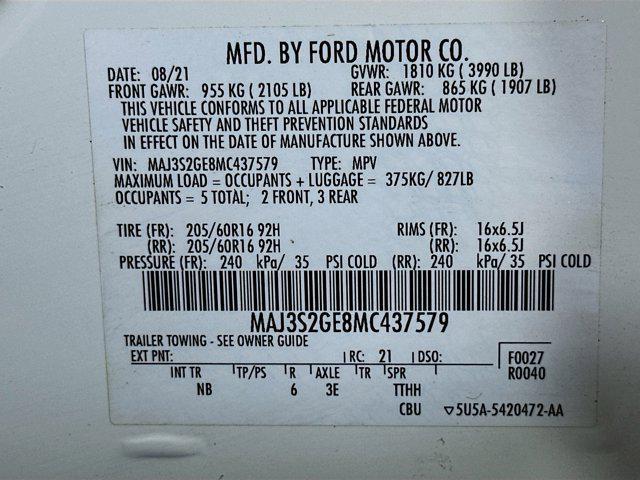 MFD. BY FORD MOTOR CO.
DATE: 08/21 GVWR: 1810 KG ( 3990 LB)
FRONT GAWR: 955 KG ( 2105 LB) REAR GAWR: 865 KG ( 1907 LB)
THIS VEHICLE CONFORMS TO ALL APPLICABLE FEDERAL MOTOR
VEHICLE SAFETY AND THEFT PREVENTION STANDARDS
IN EFFECT ON THE DATE OF MANUFACTURE SHOWN ABOVE.
VIN: MAJ3S2GE8MC437579 TYPE: MPV
MAXIMUM LOAD = OCCUPANTS + LUGGAGE = 375KG/ 827LB
OCCUPANTS = 5 TOTAL; 2 FRONT, 3 REAR
TIRE (FR): 205/60R16 92H RIMS (FR): 16x6.5J
(RR): 205/60R16 92H (RR): 16x6.5J
PRESSURE (FR): 240 kPa/ 35 PSI COLD (RR): 240 kPa/ 35 PSI COLD
MAJ3S2GE8MC437579
TRAILER TOWING - SEE OWNER GUIDE
EXT PNT: RC: 21 DSO: F0027
R0040
INT TR TP/PS R AXLE TR SPR
NB 6 3E TTHH
CBU ▽5U5A-5420472-AA